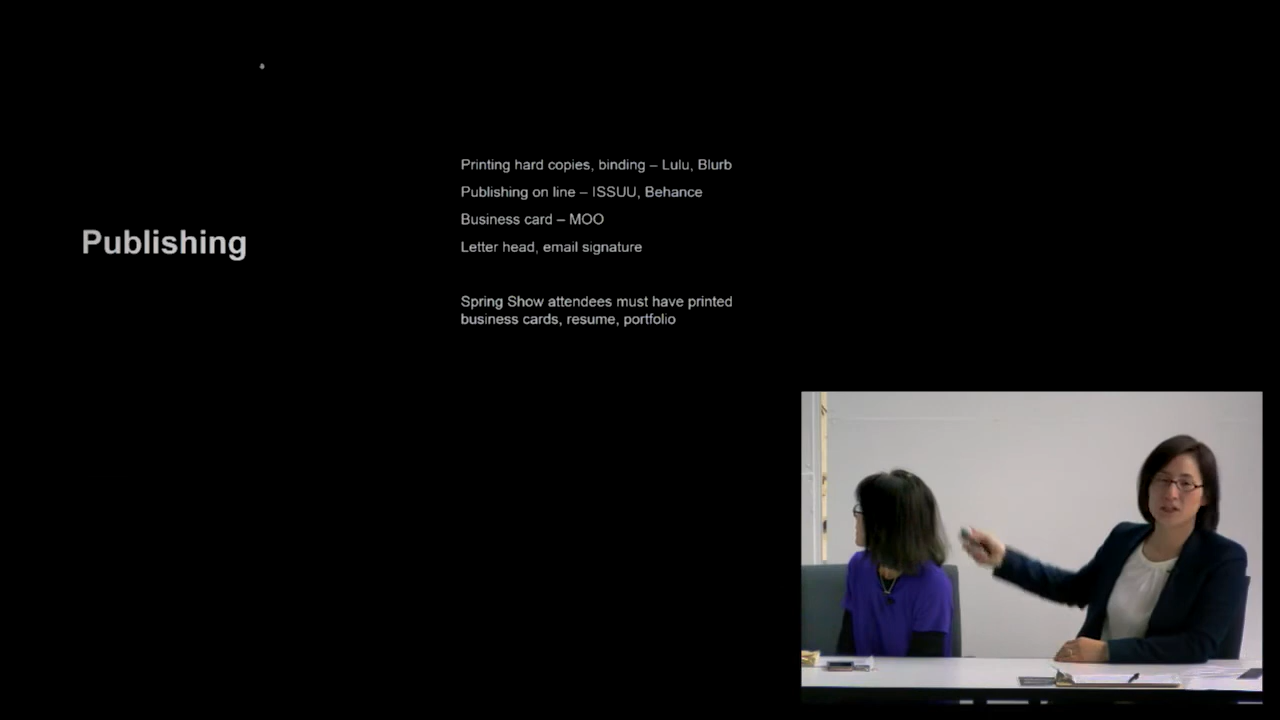 Publishing
Printing hard copies, binding – Lulu, Blurb
Publishing on line – ISSUU, Behance
Business card – MOO
Letter head, email signature
Spring Show attendees must have printed
business cards, resume, portfolio